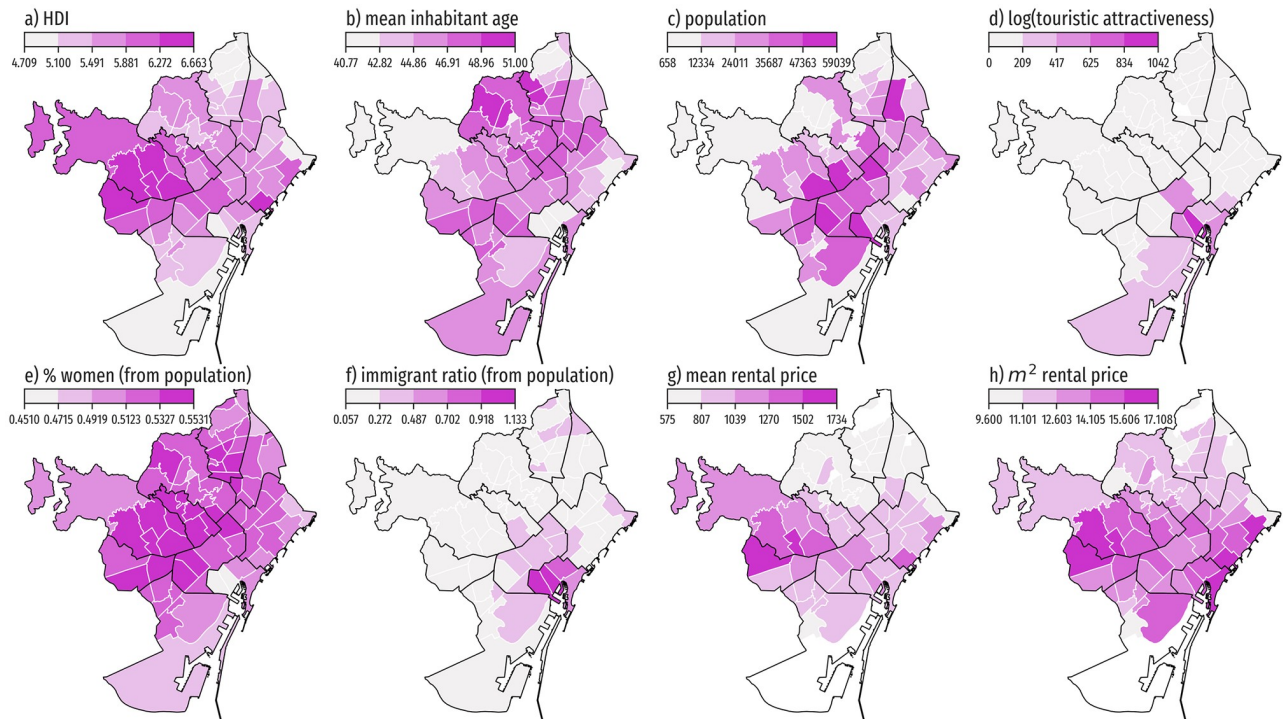 a) HDI
4.709 5.100 5.491 5.881 6.272 6.663
b) mean inhabitant age
40.77 42.82 44.86 46.91 48.96 51.00
c) population
658 12334 24011 35687 47363 59039
d) log(touristic attractiveness)
0 209 417 625 834 1042
e) % women (from population)
0.4510 0.4715 0.4919 0.5123 0.5327 0.5531
f) immigrant ratio (from population)
0.057 0.272 0.487 0.702 0.918 1.133
g) mean rental price
575 807 1039 1270 1502 1734
h) m² rental price
9.600 11.101 12.603 14.105 15.606 17.108